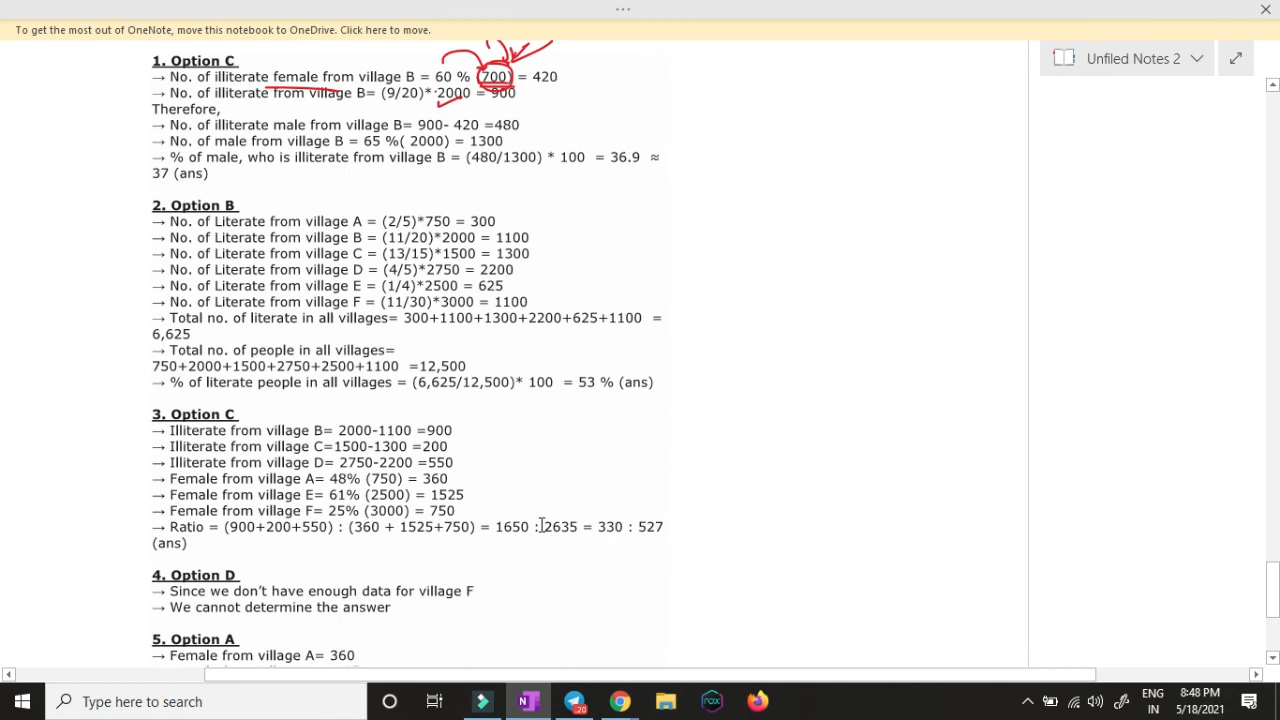 To get the most out of OneNote, move this notebook to OneDrive. Click here to move.
Unfiled Notes 2
1. Option C
→ No. of illiterate female from village B = 60 % (700) = 420
→ No. of illiterate from village B= (9/20)* 2000 = 900
Therefore,
→ No. of illiterate male from village B= 900- 420 =480
→ No. of male from village B = 65 %( 2000) = 1300
→ % of male, who is illiterate from village B = (480/1300) * 100 = 36.9 ≈
37 (ans)
2. Option B
→ No. of Literate from village A = (2/5)*750 = 300
→ No. of Literate from village B = (11/20)*2000 = 1100
→ No. of Literate from village C = (13/15)*1500 = 1300
→ No. of Literate from village D = (4/5)*2750 = 2200
→ No. of Literate from village E = (1/4)*2500 = 625
→ No. of Literate from village F = (11/30)*3000 = 1100
→ Total no. of literate in all villages= 300+1100+1300+2200+625+1100 =
6,625
→ Total no. of people in all villages=
750+2000+1500+2750+2500+1100 =12,500
→ % of literate people in all villages = (6,625/12,500)* 100 = 53 % (ans)
3. Option C
→ Illiterate from village B= 2000-1100 =900
→ Illiterate from village C=1500-1300 =200
→ Illiterate from village D= 2750-2200 =550
→ Female from village A= 48% (750) = 360
→ Female from village E= 61% (2500) = 1525
→ Female from village F= 25% (3000) = 750
→ Ratio = (900+200+550) : (360 + 1525+750) = 1650 : 2635 = 330 : 527
(ans)
4. Option D
→ Since we don't have enough data for village F
→ We cannot determine the answer
5. Option A
→ Female from village A= 360
Type here to search
20
nox
ENG
IN
8:48 PM
5/18/2021